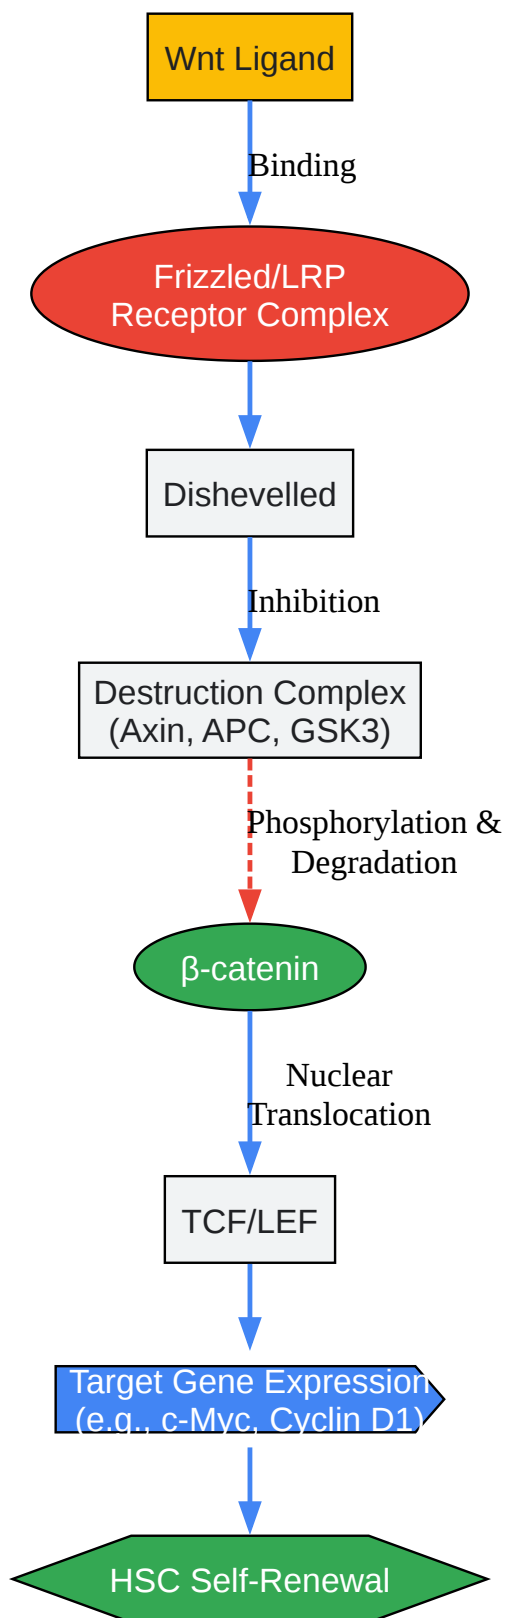 Wnt Ligand
Binding
Frizzled/LRP
Receptor Complex
Dishevelled
Inhibition
Destruction Complex
(Axin, APC, GSK3)
Phosphorylation &
Degradation
β-catenin
Nuclear
Translocation
TCF/LEF
Target Gene Expression
(e.g., c-Myc, Cyclin D1)
HSC Self-Renewal